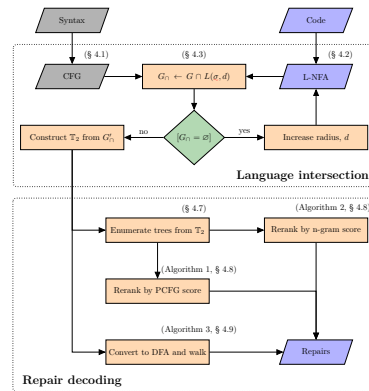 Syntax
Code
(§ 4.1)
(§ 4.3)
(§ 4.2)
CFG
G∩ ← G ∩ L(σ, d)
L-NFA
Construct 𝕋₂ from G′∩
no
[G∩ = ∅]
yes
Increase radius, d
Language intersection
(§ 4.7)
(Algorithm 2, § 4.8)
Enumerate trees from 𝕋₂
Rerank by n-gram score
(Algorithm 1, § 4.8)
Rerank by PCFG score
(Algorithm 3, § 4.9)
Convert to DFA and walk
Repairs
Repair decoding